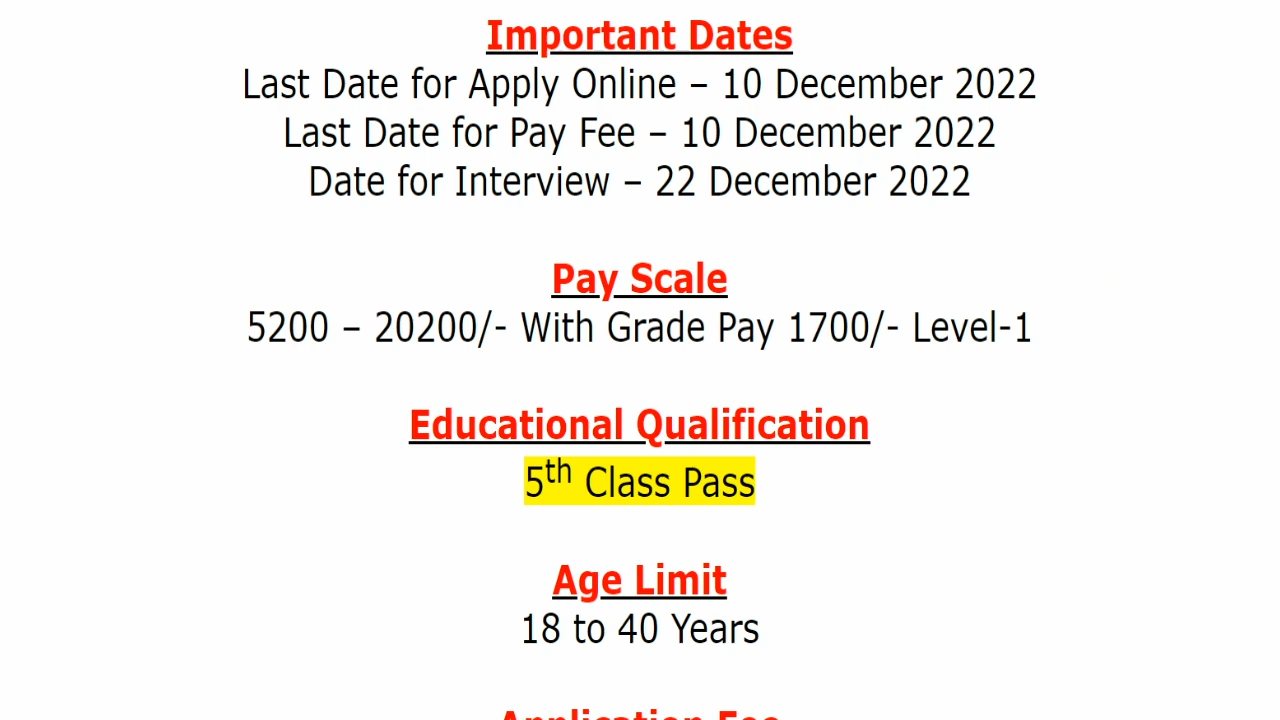 Important Dates
Last Date for Apply Online – 10 December 2022
Last Date for Pay Fee – 10 December 2022
Date for Interview – 22 December 2022
Pay Scale
5200 – 20200/- With Grade Pay 1700/- Level-1
Educational Qualification
5th Class Pass
Age Limit
18 to 40 Years
Application Fee